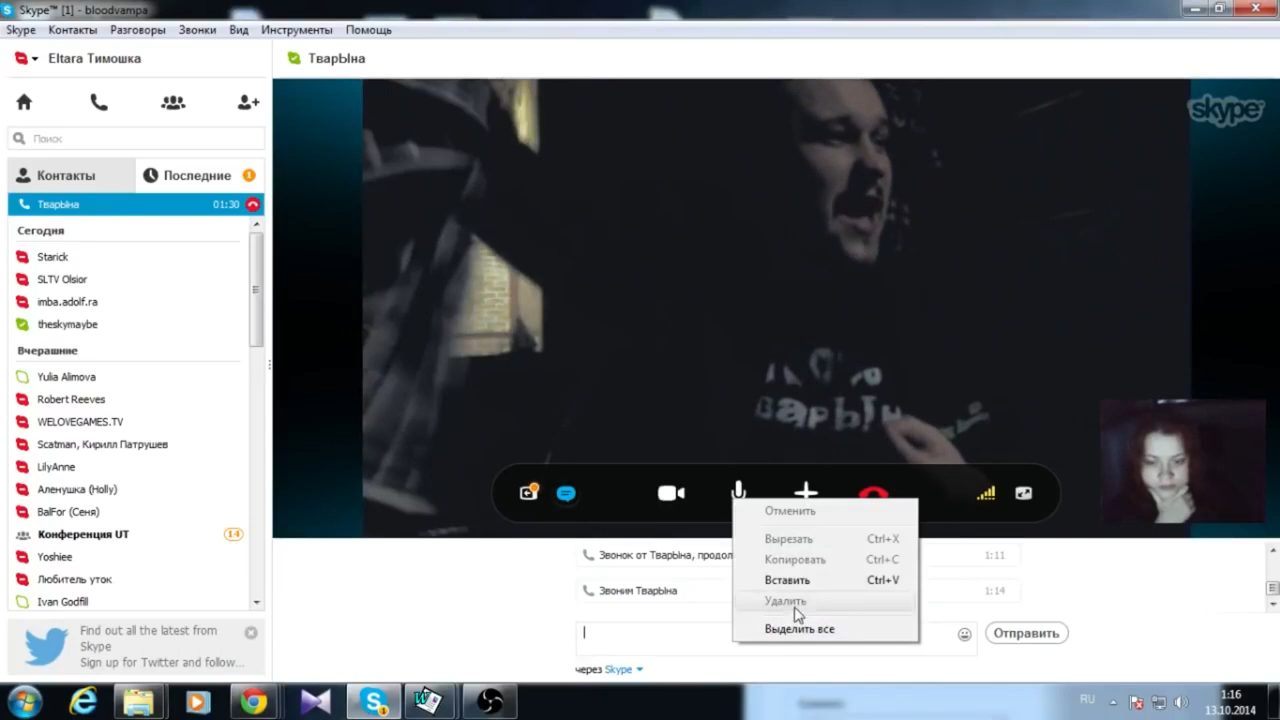 Skype™ [1] - bloodvampa
Skype Контакты Разговоры Звонки Вид Инструменты Помощь
Eltara Тимошка
ТварЫна
skype
Поиск
Контакты
Последние 1
ТварЫна 01:30
Сегодня
Starick
SLTV Olsior
imba.adolf.ra
theskymaybe
Вчерашние
Yulia Alimova
Robert Reeves
WELOVEGAMES.TV
Scatman, Кирилл Патрушев
LilyAnne
Аленушка (Holly)
BalFor (Сеня)
Конференция UT 14
Yoshiee
Любитель уток
Ivan Godfill
Find out all the latest from
Skype
Sign up for Twitter and follow...
Отменить
Вырезать Ctrl+X
Копировать Ctrl+C
Вставить Ctrl+V
Удалить
Выделить все
Звонок от ТварЫна, продол 1:11
Звоним ТварЫна 1:14
Отправить
через Skype
RU
1:16
13.10.2014